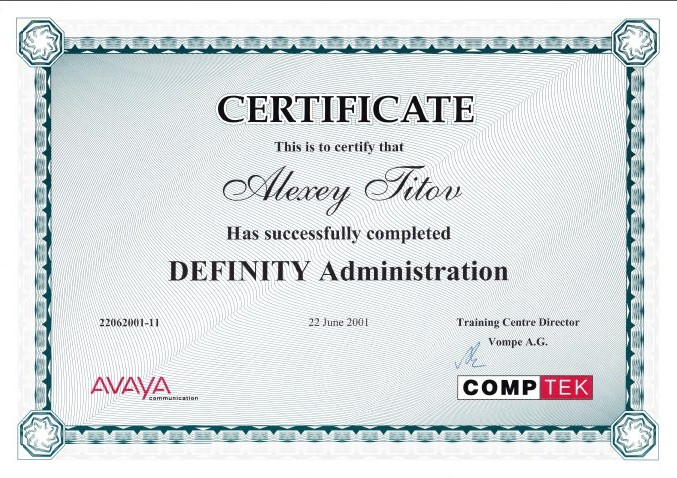 CERTIFICATE
This is to certify that
Alexey Titov
Has successfully completed
DEFINITY Administration
22062001-11
22 June 2001
Training Centre Director
Vompe A.G.
AVAYA
communication
COMPTEK